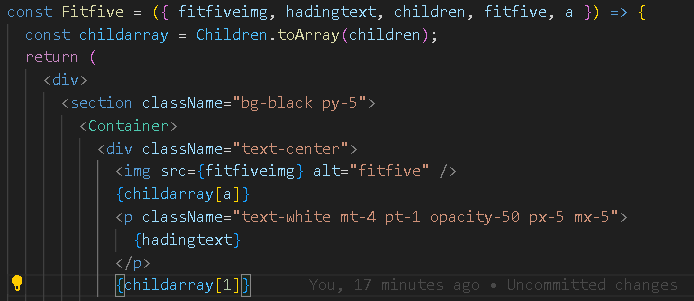 const Fitfive = ({ fitfiveimg, hadingtext, children, fitfive, a }) => {
const childarray = Children.toArray(children);
return (
<div>
<section className="bg-black py-5">
<Container>
<div className="text-center">
<img src={fitfiveimg} alt="fitfive" />
{childarray[a]}
<p className="text-white mt-4 pt-1 opacity-50 px-5 mx-5">
{hadingtext}
</p>
{childarray[1]} You, 17 minutes ago • Uncommitted changes